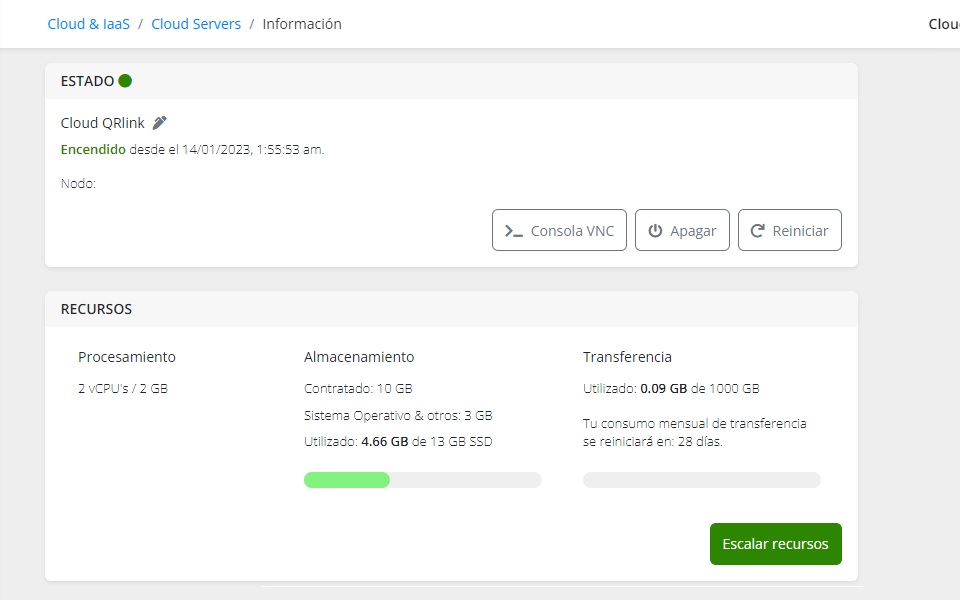 Cloud & IaaS / Cloud Servers / Información
ESTADO
Cloud QRlink
Encendido desde el 14/01/2023, 1:55:53 am.
Nodo:
Consola VNC Apagar Reiniciar
RECURSOS
Procesamiento Almacenamiento Transferencia
2 vCPU's / 2 GB Contratado: 10 GB Utilizado: 0.09 GB de 1000 GB
Sistema Operativo & otros: 3 GB
Tu consumo mensual de transferencia
Utilizado: 4.66 GB de 13 GB SSD se reiniciará en: 28 días.
Escalar recursos